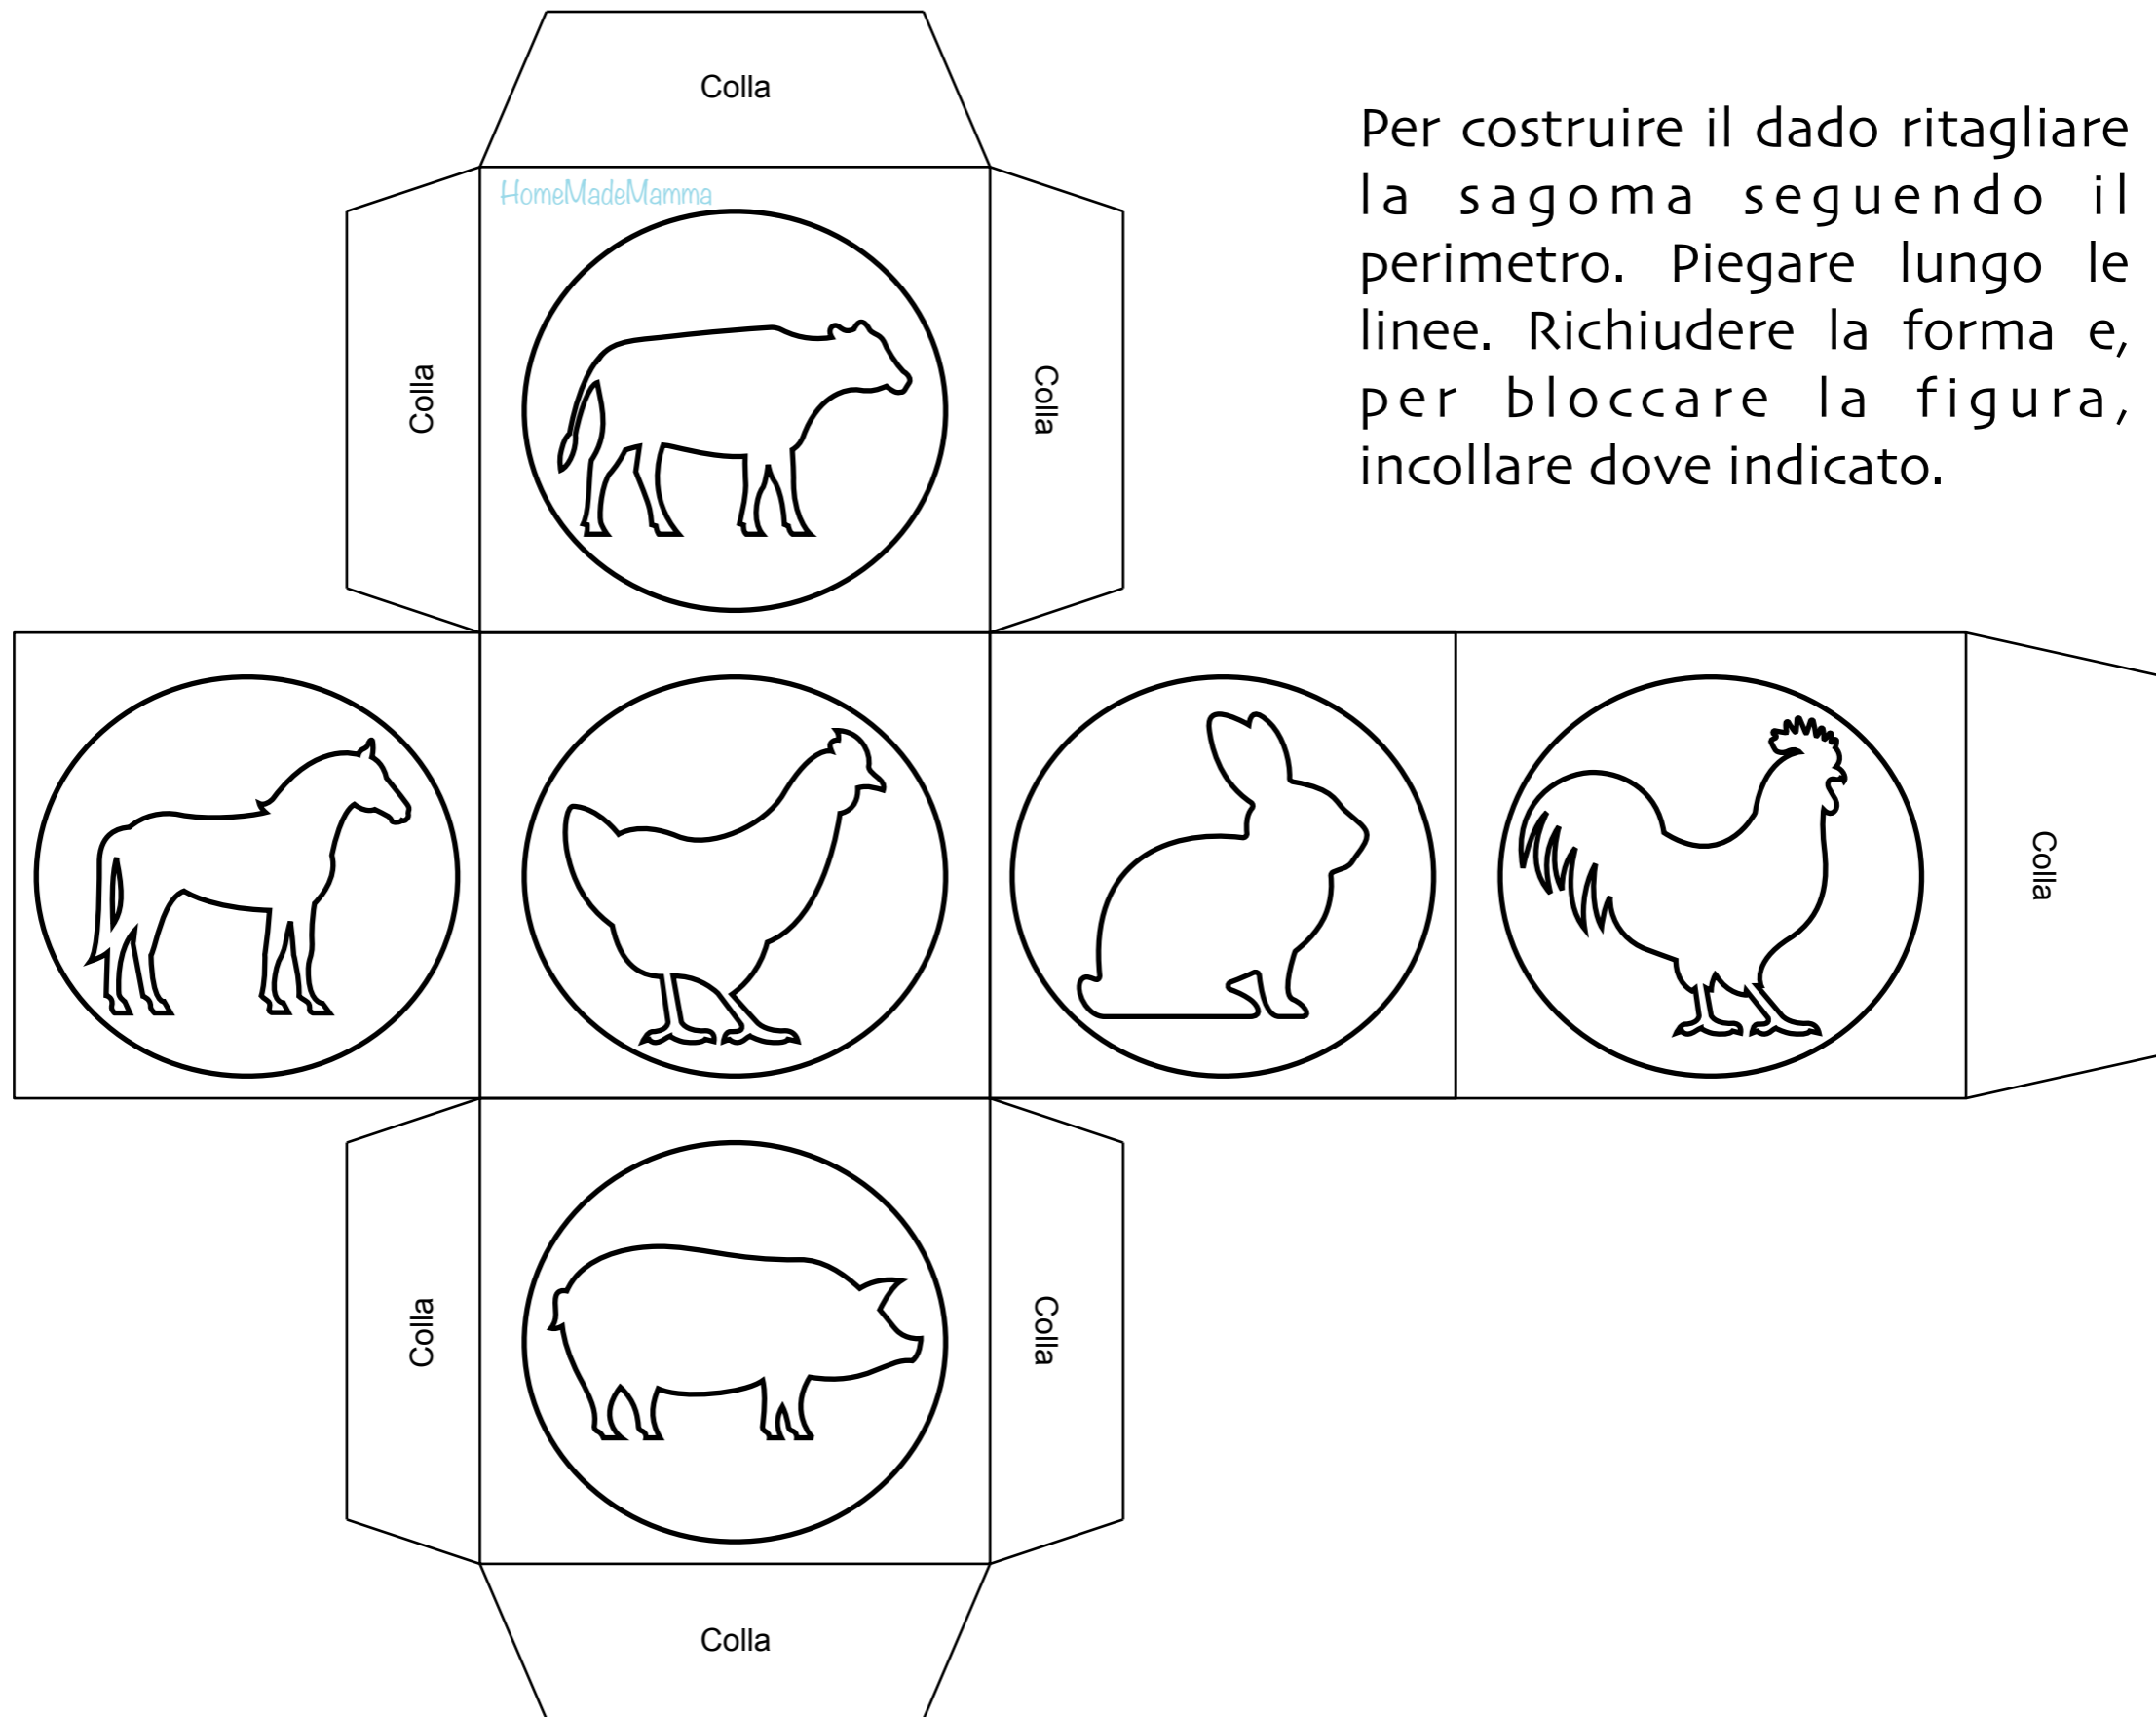 Colla
HomeMadeMamma
Per costruire il dado ritagliare
la sagoma seguendo il
perimetro. Piegare lungo le
linee. Richiudere la forma e,
per bloccare la figura,
incollare dove indicato.
Colla
Colla
Colla
Colla
Colla
Colla